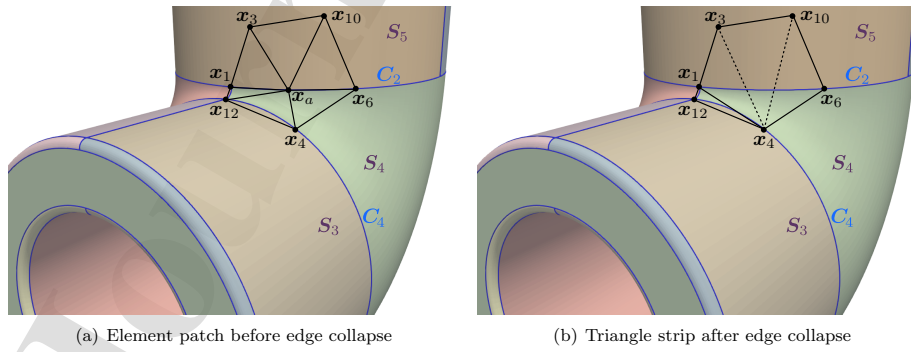 x3 x10 S5 C2 x1 xa x6 x12 x4 S4 S3 C4
x3 x10 S5 C2 x1 x6 x12 x4 S4 S3 C4
(a) Element patch before edge collapse
(b) Triangle strip after edge collapse